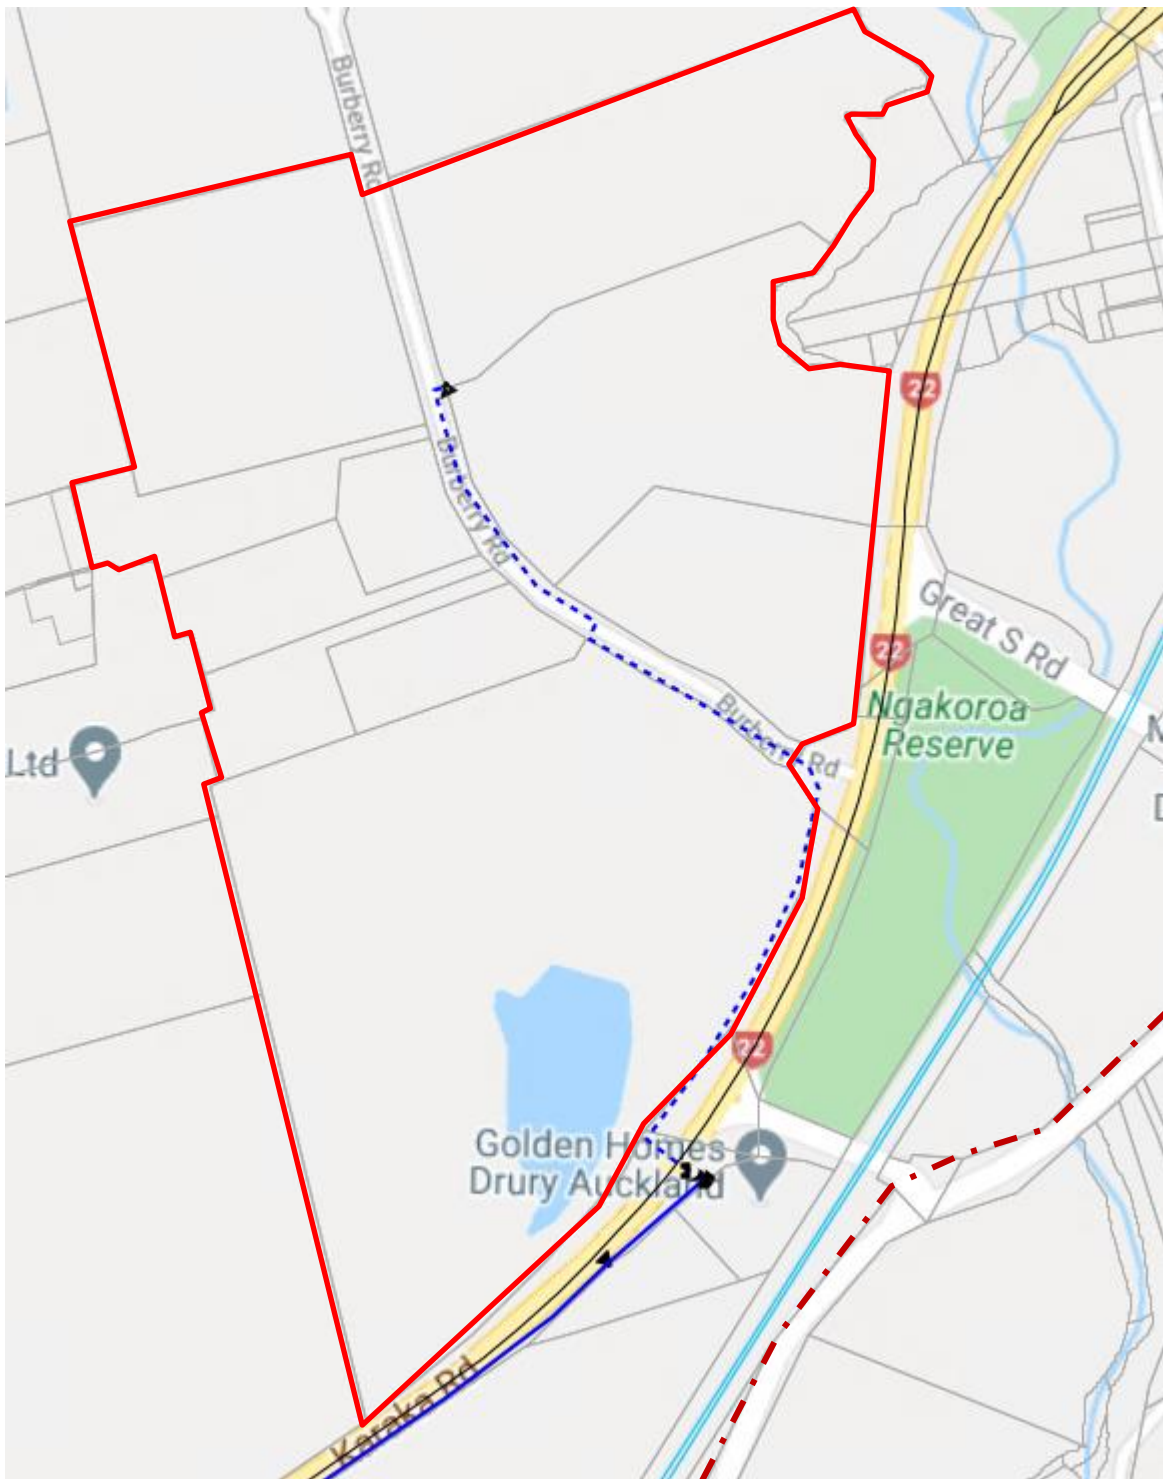 Burberry Rd
22
Burberry Rd
Great S Rd
22
Ngakoroa
Reserve
Burberry Rd
M
Ltd
D
22
Golden Homes
Drury Auckland
Karaka Rd